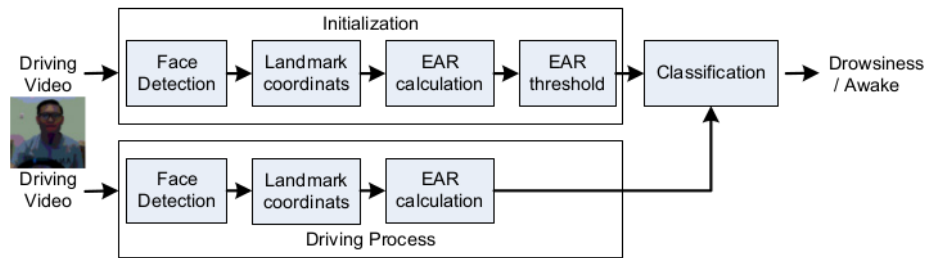 Initialization
Driving
Video
Face
Detection
Landmark
coordinats
EAR
calculation
EAR
threshold
Classification
Drowsiness
/ Awake
Driving
Video
Face
Detection
Landmark
coordinats
EAR
calculation
Driving Process